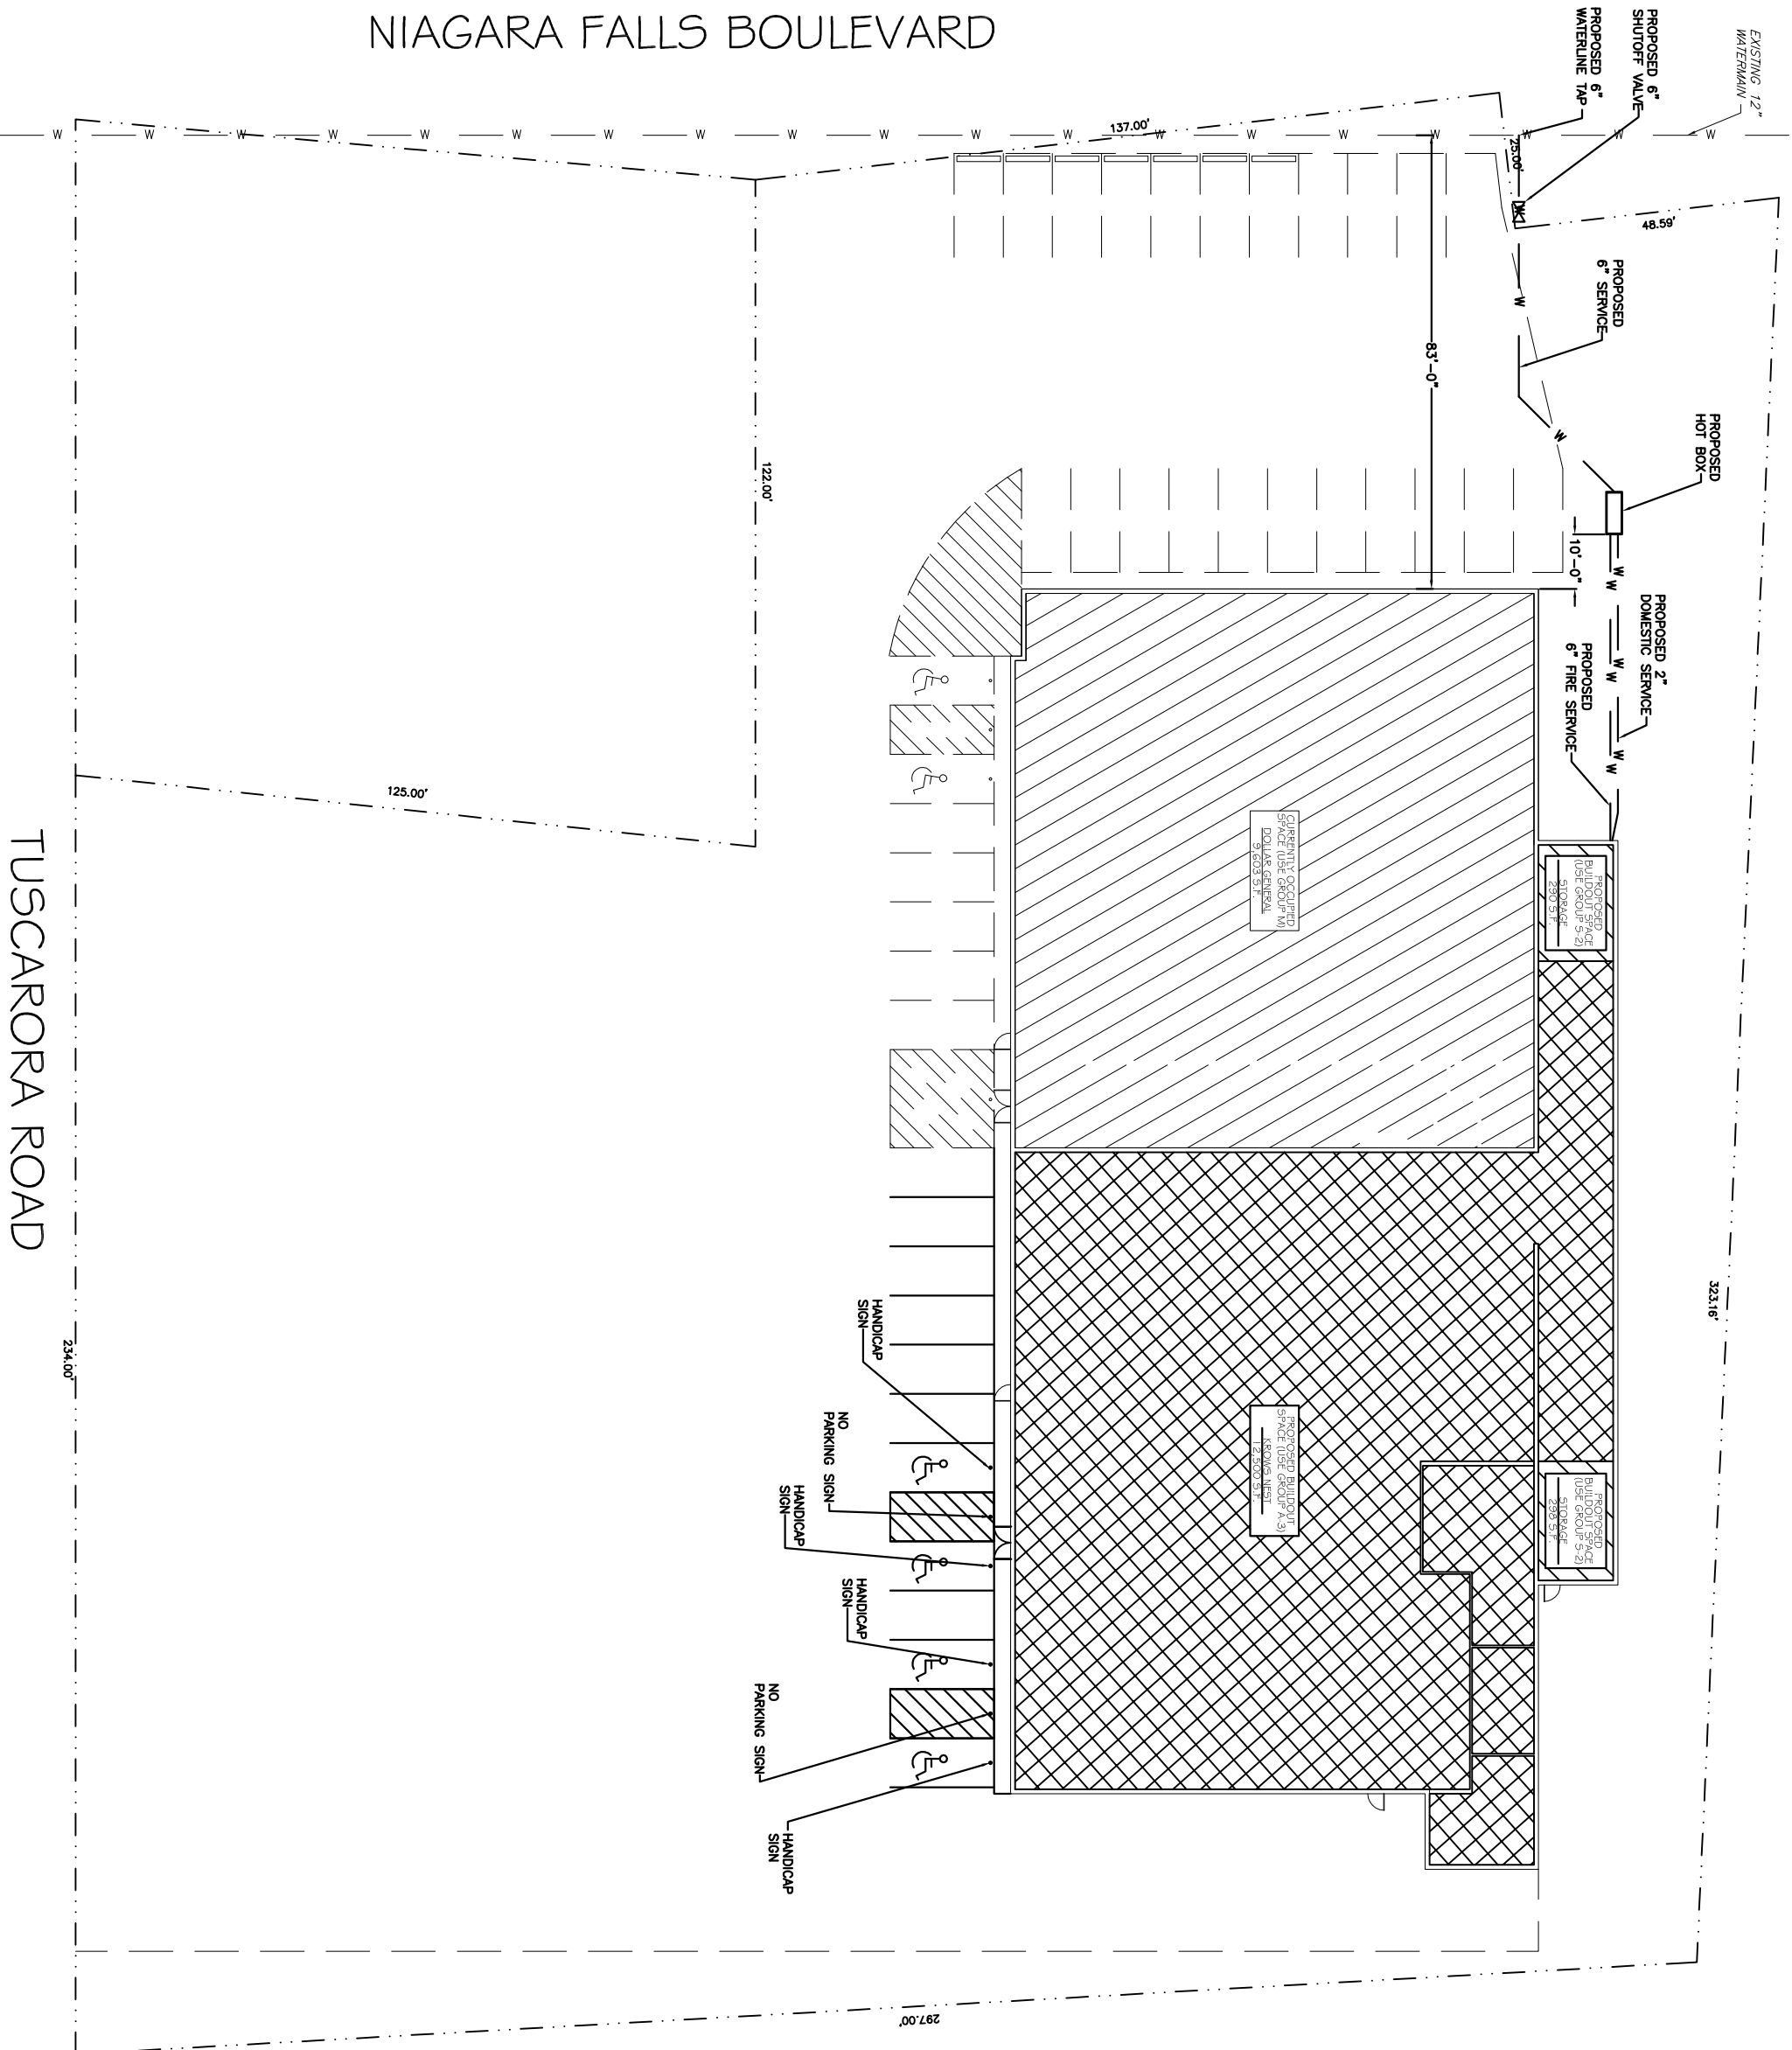 NIAGARA FALLS BOULEVARD
EXISTING 12"
WATERMAIN
PROPOSED 6"
SHUTOFF VALVE
PROPOSED 6"
WATERLINE TAP
W W W W W W W W W W W W W W W W W W W
137.00'
25.00'
48.59'
W
PROPOSED
6" SERVICE
W
83'-0"
W
PROPOSED
HOT BOX
122.00'
10'-0"
W W W W W W
PROPOSED 2"
DOMESTIC SERVICE
PROPOSED
6" FIRE SERVICE
125.00'
CURRENTLY OCCUPIED
SPACE (USE GROUP M)
DOLLAR GENERAL
9,603 S.F.
PROPOSED
BUILDOUT SPACE
(USE GROUP S-2)
STORAGE
290 S.F.
TUSCARORA ROAD
323.16'
234.00'
HANDICAP
SIGN
NO
PARKING SIGN
HANDICAP
SIGN
HANDICAP
SIGN
NO
PARKING SIGN
HANDICAP
SIGN
PROPOSED BUILDOUT
SPACE (USE GROUP A-3)
KROWS NEST
12,500 S.F.
PROPOSED
BUILDOUT SPACE
(USE GROUP S-2)
STORAGE
298 S.F.
297.00'